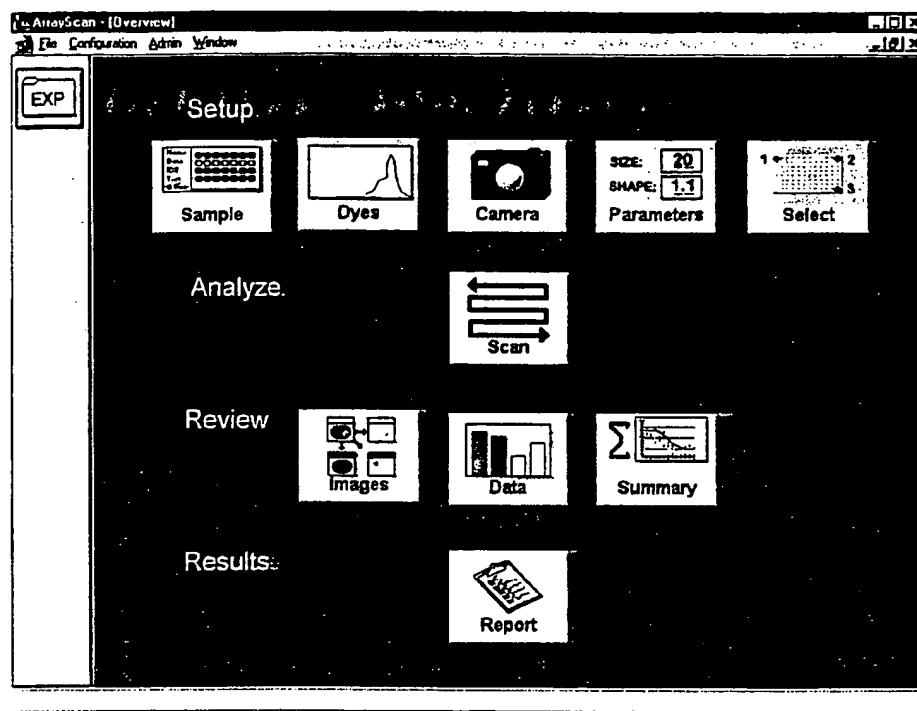 ArrayScan - [Overview]
File Configuration Admin Window
EXP
Setup
Sample Dyes Camera Parameters Select
SIZE: 20
SHAPE: 1.1
1 2
3
Analyze.
Scan
Review
Images Data Summary
Σ
Results
Report